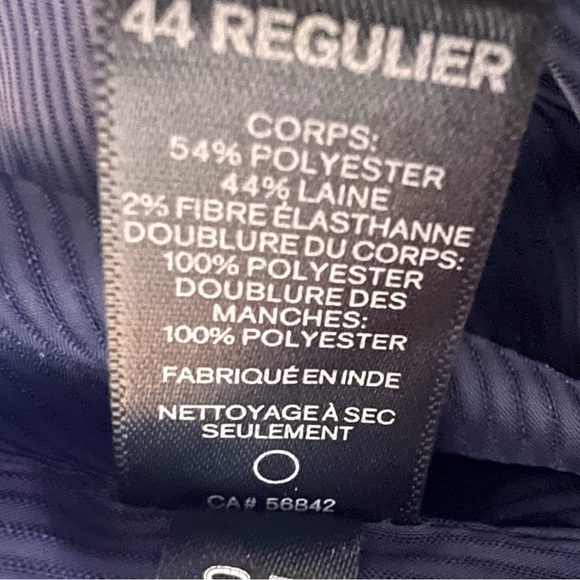 44 REGULIER
CORPS:
54% POLYESTER
44% LAINE
2% FIBRE ÉLASTHANNE
DOUBLURE DU CORPS:
100% POLYESTER
DOUBLURE DES
MANCHES:
100% POLYESTER
FABRIQUÉ EN INDE
NETTOYAGE À SEC
SEULEMENT
CA# 56842